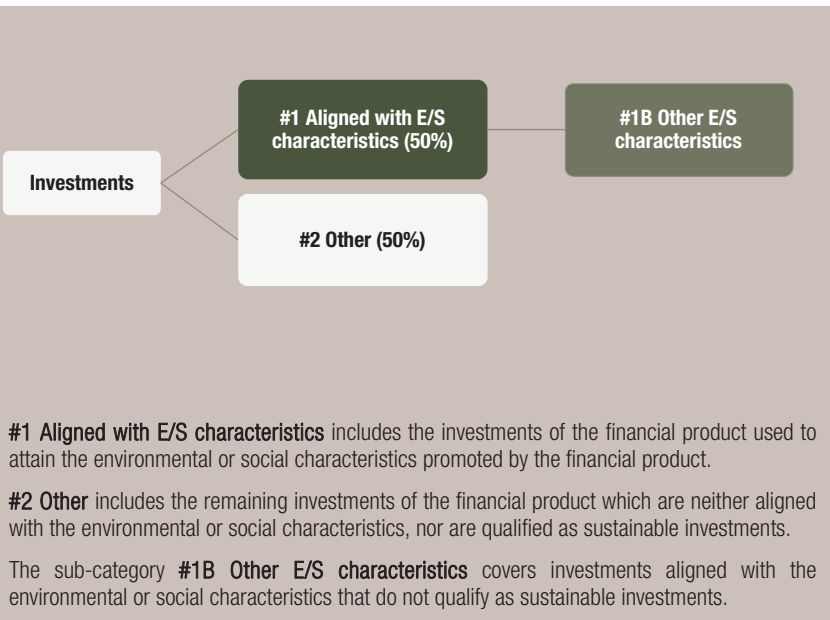 #1 Aligned with E/S
characteristics (50%)
#1B Other E/S
characteristics
Investments
#2 Other (50%)
#1 Aligned with E/S characteristics includes the investments of the financial product used to
attain the environmental or social characteristics promoted by the financial product.
#2 Other includes the remaining investments of the financial product which are neither aligned
with the environmental or social characteristics, nor are qualified as sustainable investments.
The sub-category #1B Other E/S characteristics covers investments aligned with the
environmental or social characteristics that do not qualify as sustainable investments.